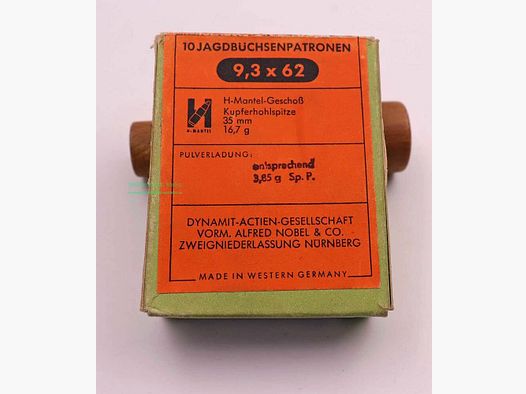 10 JAGDBÜCHSENPATRONEN
9,3 x 62
H-Mantel-Geschoß
Kupferhohlspitze
35 mm
16,7 g
H-MANTEL
PULVERLADUNG:
entsprechend
3,85 g Sp. P.
DYNAMIT-ACTIEN-GESELLSCHAFT
VORM. ALFRED NOBEL & CO.
ZWEIGNIEDERLASSUNG NÜRNBERG
MADE IN WESTERN GERMANY